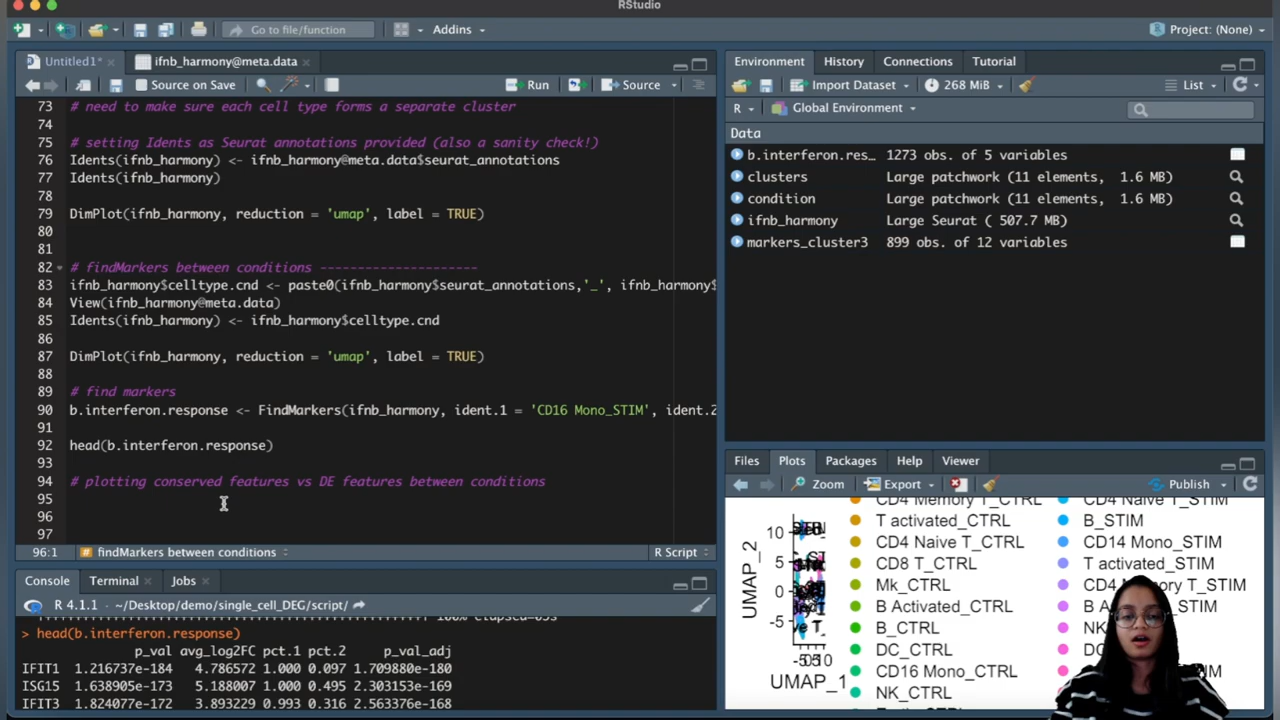 RStudio
Go to file/function
Addins
Project: (None)
Untitled1*
ifnb_harmony@meta.data
Source on Save
Run
Source
73 # need to make sure each cell type forms a separate cluster
74
75 # setting Idents as Seurat annotations provided (also a sanity check!)
76 Idents(ifnb_harmony) <- ifnb_harmony@meta.data$seurat_annotations
77 Idents(ifnb_harmony)
78
79 DimPlot(ifnb_harmony, reduction = 'umap', label = TRUE)
80
81
82 # findMarkers between conditions ---------------------
83 ifnb_harmony$celltype.cnd <- paste0(ifnb_harmony$seurat_annotations,'_', ifnb_harmony$
84 View(ifnb_harmony@meta.data)
85 Idents(ifnb_harmony) <- ifnb_harmony$celltype.cnd
86
87 DimPlot(ifnb_harmony, reduction = 'umap', label = TRUE)
88
89 # find markers
90 b.interferon.response <- FindMarkers(ifnb_harmony, ident.1 = 'CD16 Mono_STIM', ident.2
91
92 head(b.interferon.response)
93
94 # plotting conserved features vs DE features between conditions
95
96
97
96:1 # findMarkers between conditions
R Script
Console
Terminal
Jobs
R 4.1.1 · ~/Desktop/demo/single_cell_DEG/script/
> head(b.interferon.response)
p_val avg_log2FC pct.1 pct.2 p_val_adj
IFIT1 1.216737e-184 4.786572 1.000 0.097 1.709880e-180
ISG15 1.638905e-173 5.188007 1.000 0.495 2.303153e-169
Environment
History
Connections
Tutorial
Import Dataset
268 MiB
List
R
Global Environment
Data
b.interferon.res… 1273 obs. of 5 variables
clusters Large patchwork (11 elements, 1.6 MB)
condition Large patchwork (11 elements, 1.6 MB)
ifnb_harmony Large Seurat ( 507.7 MB)
markers_cluster3 899 obs. of 12 variables
Files
Plots
Packages
Help
Viewer
Zoom
Export
Publish
UMAP_2
10
5
0
-5
UMAP_1
CD4 Memory T_CTRL
T activated_CTRL
CD4 Naive T_CTRL
CD8 T_CTRL
Mk_CTRL
B Activated_CTRL
B_CTRL
DC_CTRL
CD16 Mono_CTRL
NK_CTRL
CD4 Naive T_STIM
B_STIM
CD14 Mono_STIM
T activated_STIM